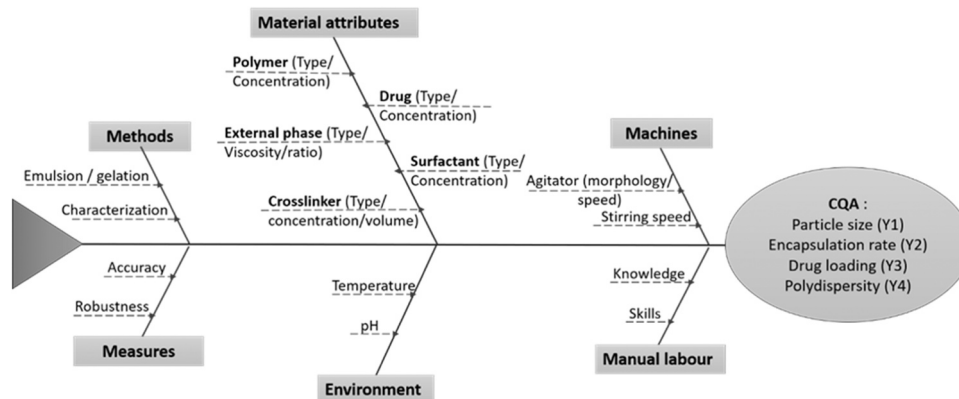 Material attributes
Polymer (Type/
Concentration)
Drug (Type/
Concentration)
External phase (Type/
Viscosity/ratio)
Surfactant (Type/
Concentration)
Crosslinker (Type/
concentration/volume)
Methods
Emulsion / gelation
Characterization
Machines
Agitator (morphology/
speed)
Stirring speed
CQA :
Particle size (Y1)
Encapsulation rate (Y2)
Drug loading (Y3)
Polydispersity (Y4)
Accuracy
Robustness
Measures
Temperature
pH
Environment
Knowledge
Skills
Manual labour